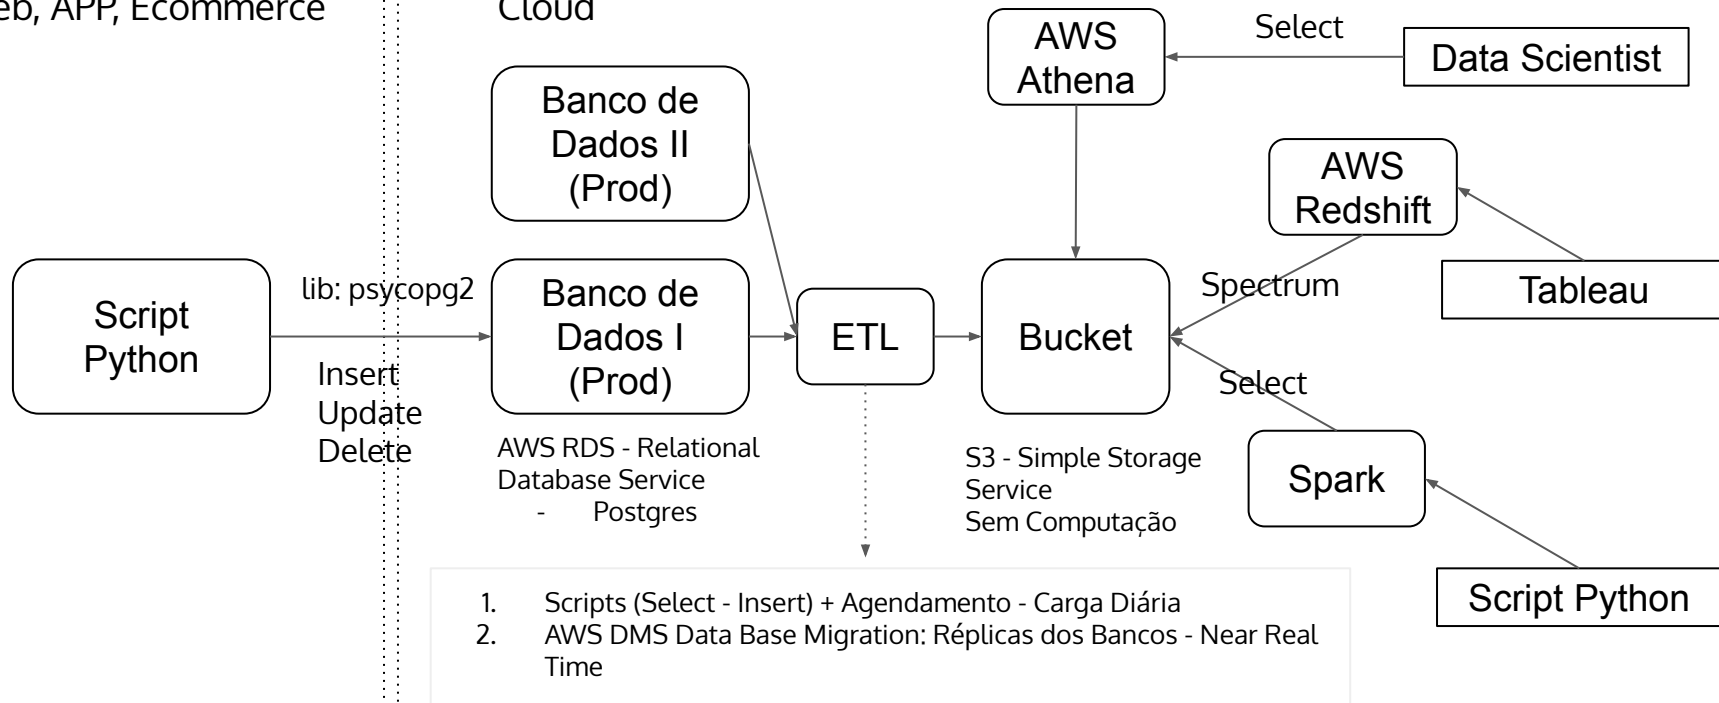 eb, APP, Ecommerce
Cloud
AWS
Athena
Select
Data Scientist
Banco de
Dados II
(Prod)
AWS
Redshift
Tableau
Script
Python
lib: psycopg2
Insert
Update
Delete
Banco de
Dados I
(Prod)
ETL
Bucket
Spectrum
Select
AWS RDS - Relational
Database Service
- Postgres
S3 - Simple Storage
Service
Sem Computação
Spark
Script Python
1. Scripts (Select - Insert) + Agendamento - Carga Diária
2. AWS DMS Data Base Migration: Réplicas dos Bancos - Near Real
Time